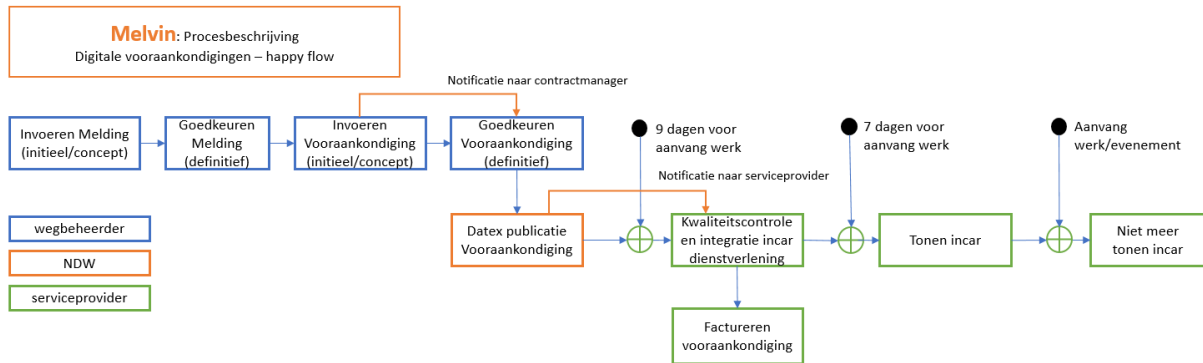 Melvin: Procesbeschrijving
Digitale vooraankondigingen – happy flow
Notificatie naar contractmanager
Invoeren Melding
(initieel/concept)
Goedkeuren
Melding
(definitief)
Invoeren
Vooraankondiging
(initieel/concept)
Goedkeuren
Vooraankondiging
(definitief)
9 dagen voor
aanvang werk
7 dagen voor
aanvang werk
Aanvang
werk/evenement
Notificatie naar serviceprovider
wegbeheerder
NDW
serviceprovider
Datex publicatie
Vooraankondiging
Kwaliteitscontrole
en integratie incar
dienstverlening
Tonen incar
Niet meer
tonen incar
Factureren
vooraankondiging